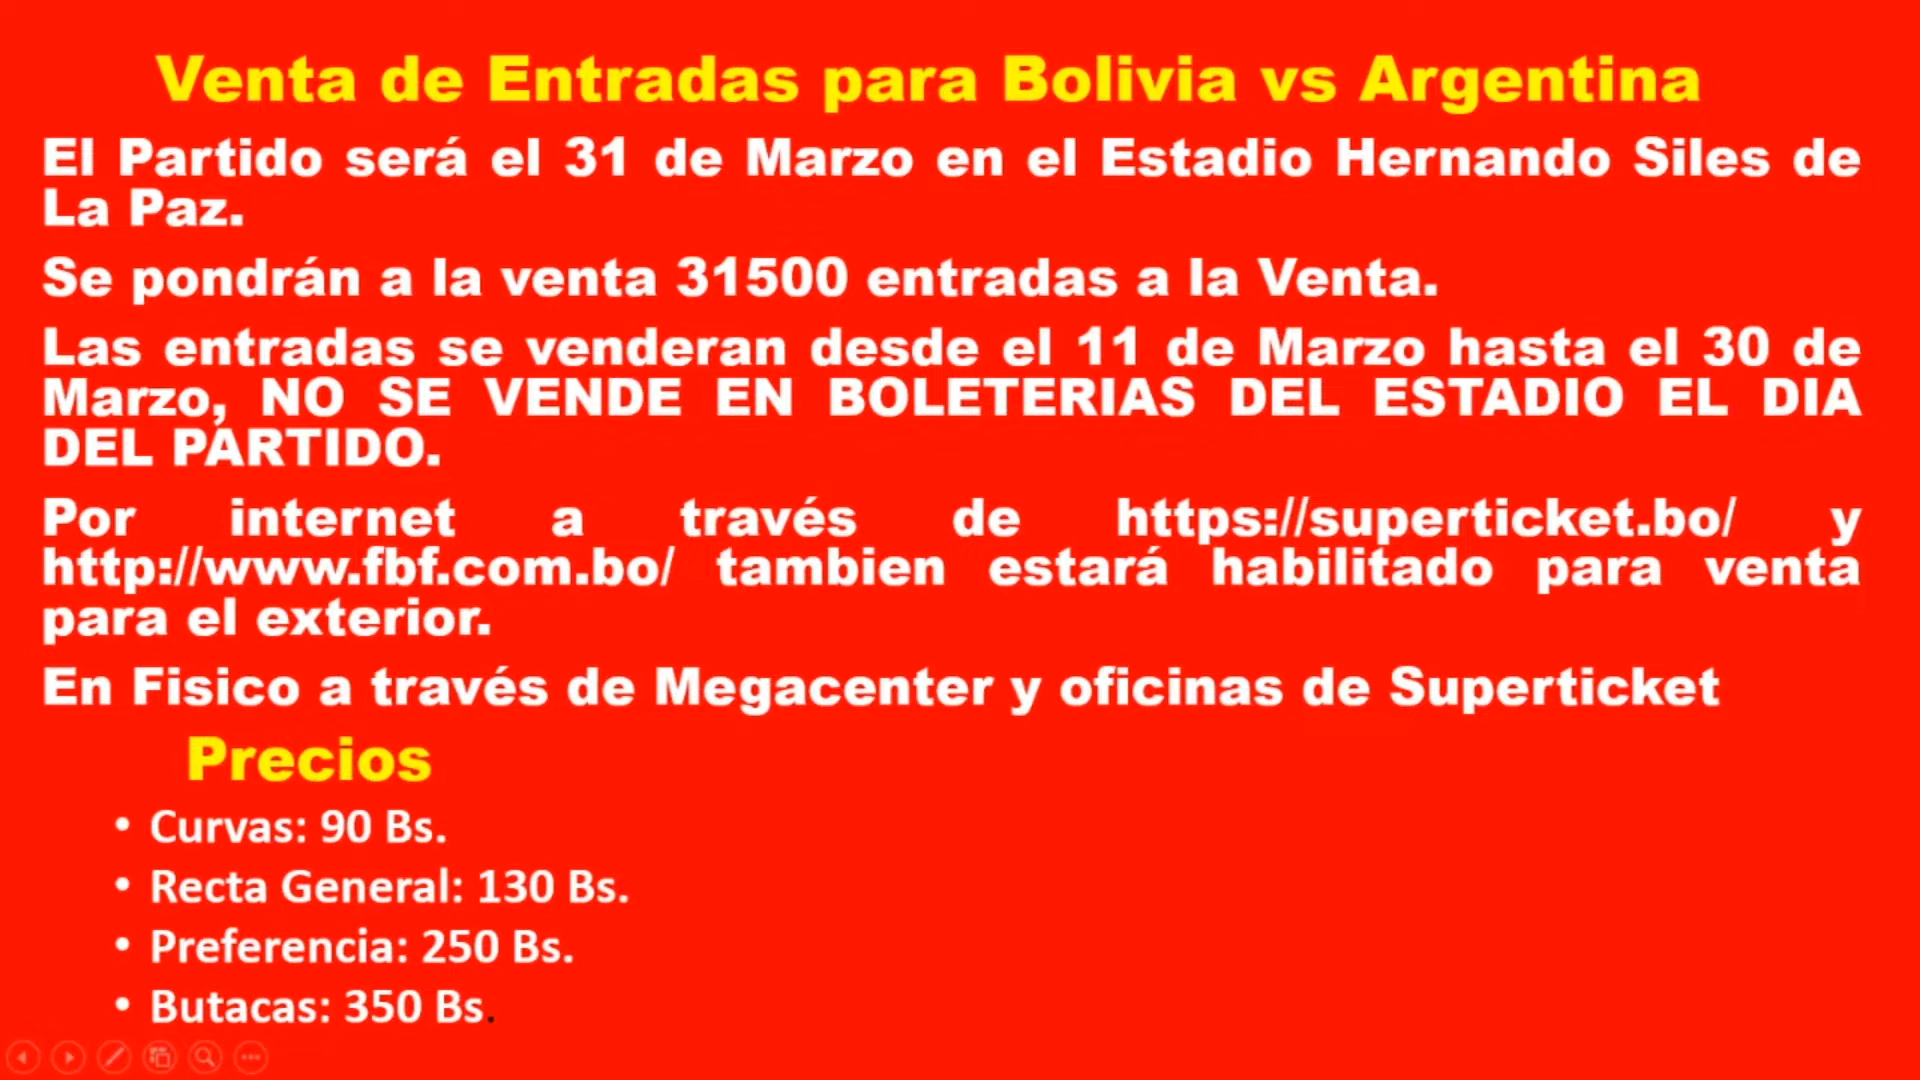 Venta de Entradas para Bolivia vs Argentina
El Partido será el 31 de Marzo en el Estadio Hernando Siles de
La Paz.
Se pondrán a la venta 31500 entradas a la Venta.
Las entradas se venderan desde el 11 de Marzo hasta el 30 de
Marzo, NO SE VENDE EN BOLETERIAS DEL ESTADIO EL DIA
DEL PARTIDO.
Por internet a través de https://superticket.bo/ y
http://www.fbf.com.bo/ tambien estará habilitado para venta
para el exterior.
En Fisico a través de Megacenter y oficinas de Superticket
Precios
• Curvas: 90 Bs.
• Recta General: 130 Bs.
• Preferencia: 250 Bs.
• Butacas: 350 Bs.